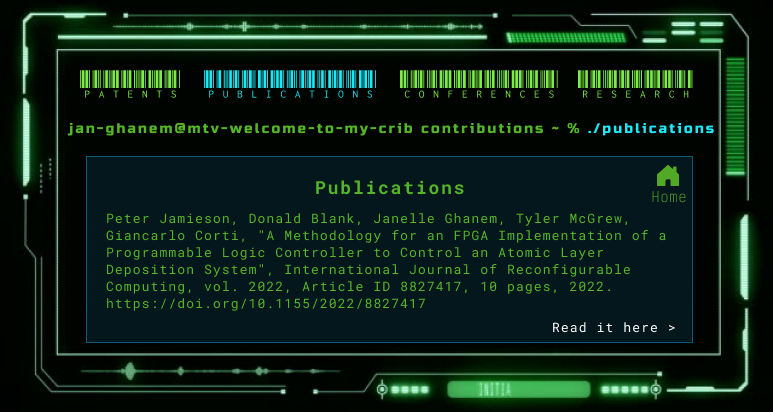 PATENTS PUBLICATIONS CONFERENCES RESEARCH
jan-ghanem@mtv-welcome-to-my-crib contributions ~ % ./publications
Home
Publications
Peter Jamieson, Donald Blank, Janelle Ghanem, Tyler McGrew,
Giancarlo Corti, "A Methodology for an FPGA Implementation of a
Programmable Logic Controller to Control an Atomic Layer
Deposition System", International Journal of Reconfigurable
Computing, vol. 2022, Article ID 8827417, 10 pages, 2022.
https://doi.org/10.1155/2022/8827417
Read it here >
INITIA